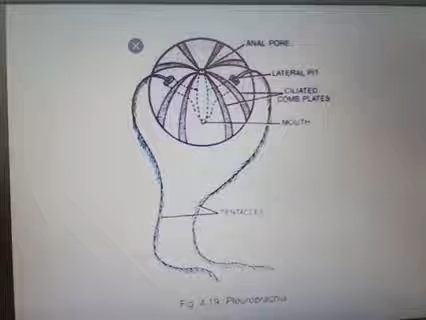 ANAL PORE
LATERAL PIT
CILIATED
COMB PLATES
MOUTH
TENTACLES
Fig. 4.19. Pleurobrachia